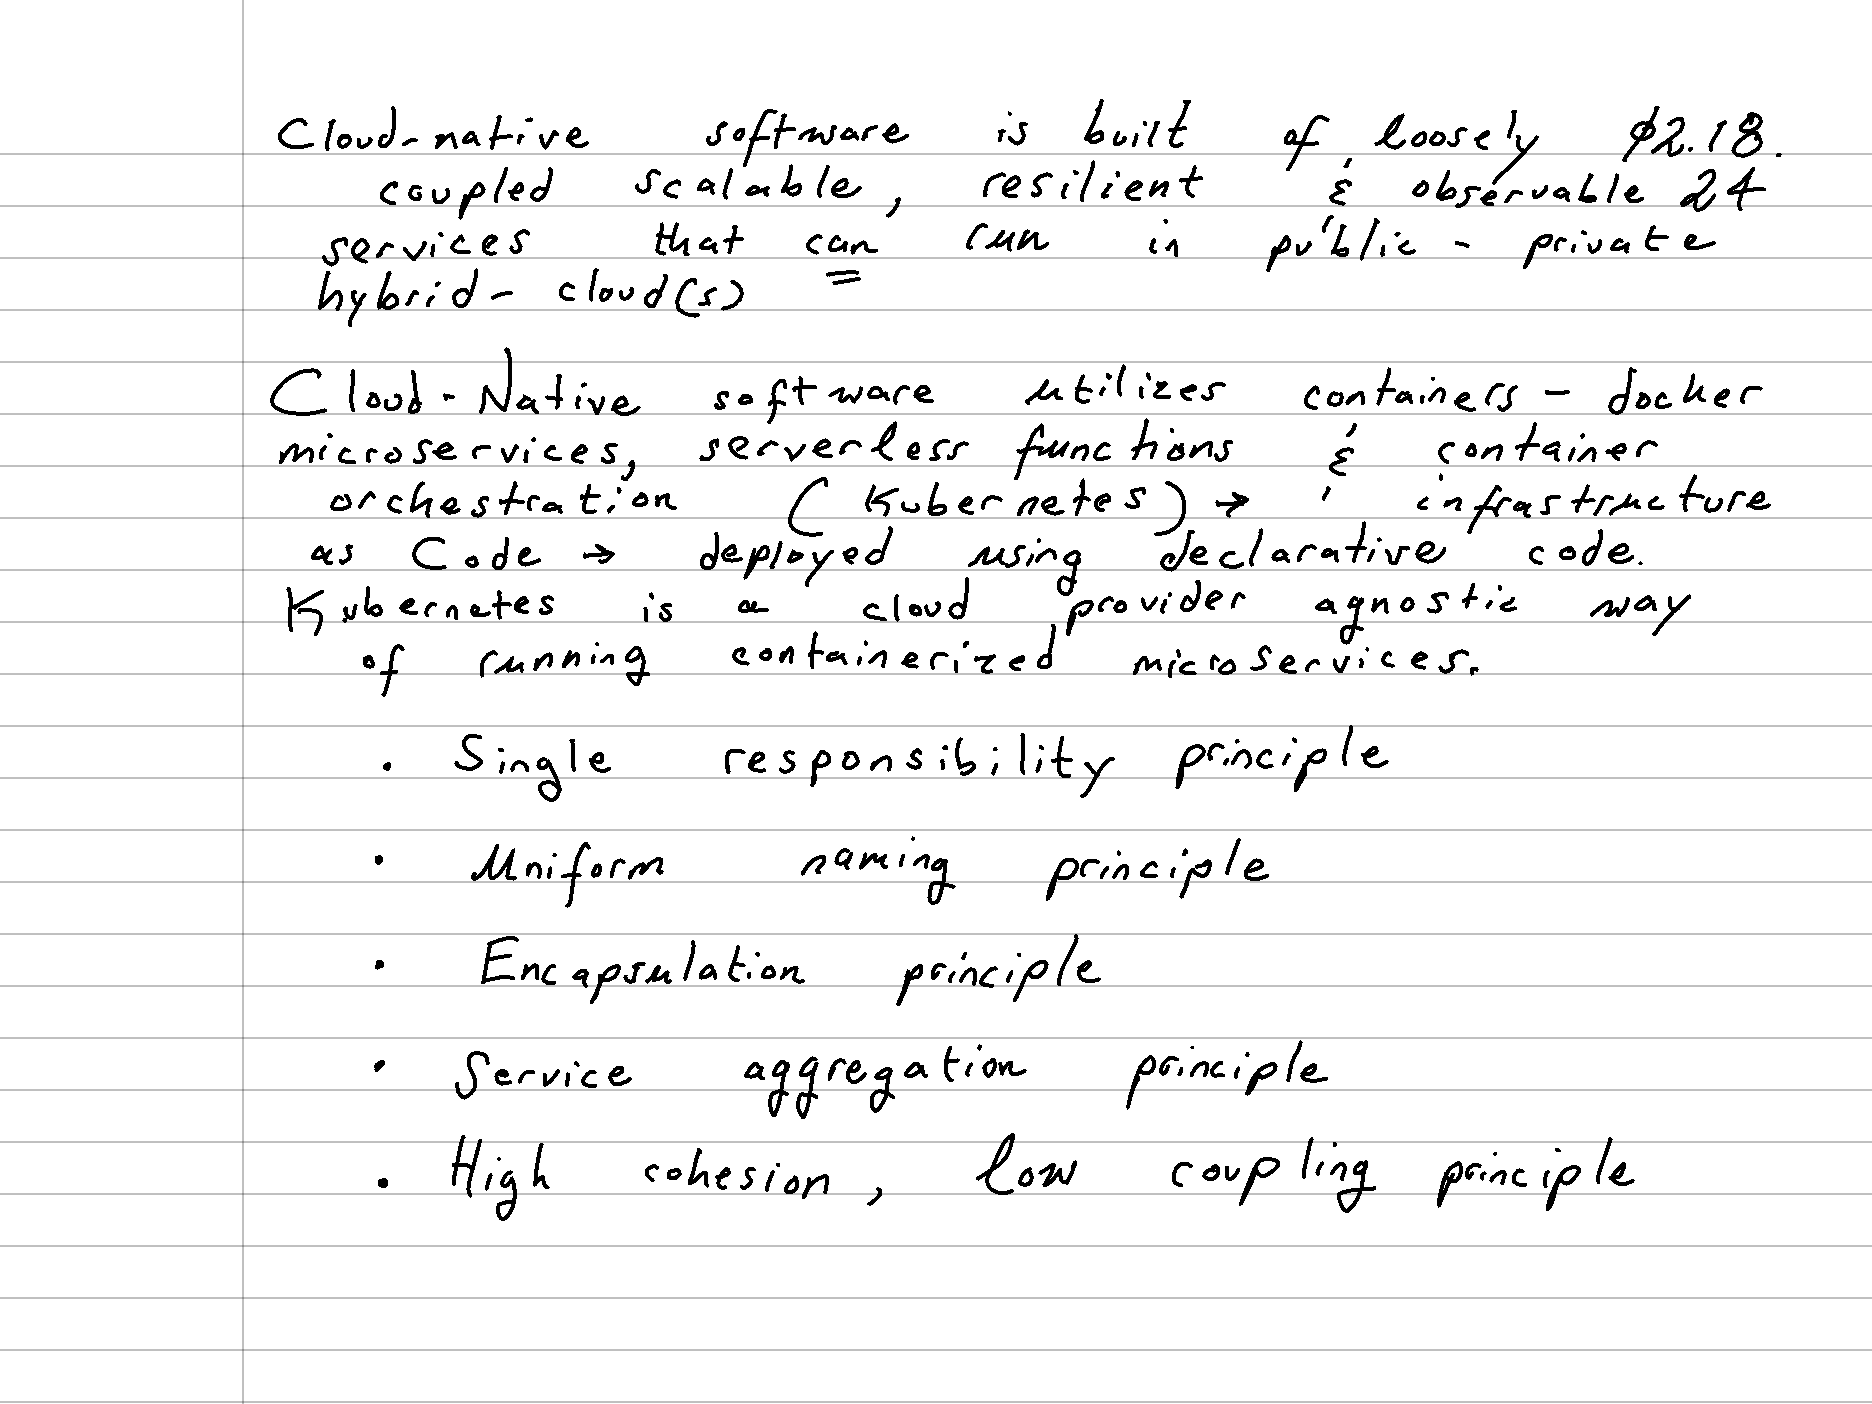 Cloud-native software is built of loosely 02.18.
coupled scalable, resilient & observable 24
services that can run in public - private
hybrid - cloud(s)
Cloud-Native software utilizes containers - docker
microservices, serverless functions & container
orchestration (Kubernetes) → infrastructure
as Code → deployed using declarative code.
Kubernetes is a cloud provider agnostic way
of running containerized microservices.
• Single responsibility principle
• Uniform naming principle
• Encapsulation principle
• Service aggregation principle
• High cohesion, low coupling principle